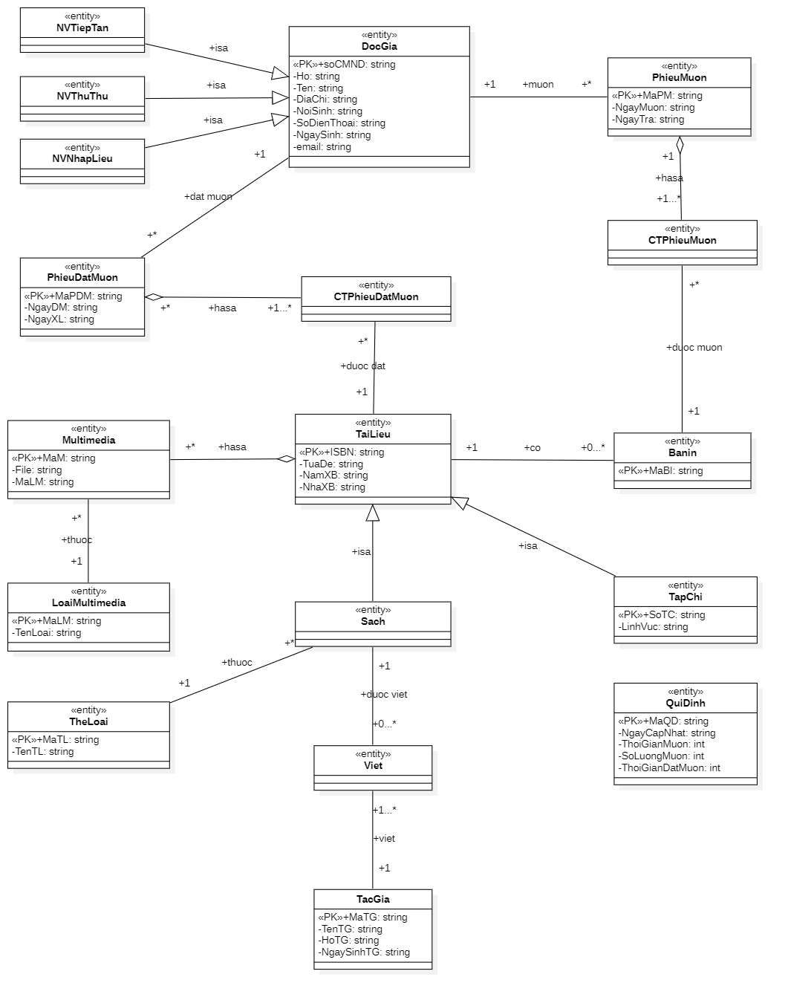 «entity»
NVTiepTan
+isa
«entity»
NVThuThu
+isa
«entity»
NVNhapLieu
+isa
«entity»
DocGia
«PK»+soCMND: string
-Ho: string
-Ten: string
-DiaChi: string
-NoiSinh: string
-SoDienThoai: string
-NgaySinh: string
-email: string
+1
+muon
+*
«entity»
PhieuMuon
«PK»+MaPM: string
-NgayMuon: string
-NgayTra: string
+1
+hasa
+1...*
«entity»
CTPhieuMuon
+1
+dat muon
+*
«entity»
PhieuDatMuon
«PK»+MaPDM: string
-NgayDM: string
-NgayXL: string
+*
+hasa
+1...*
«entity»
CTPhieuDatMuon
+*
+duoc dat
+1
+*
+duoc muon
+1
«entity»
Multimedia
«PK»+MaM: string
-File: string
-MaLM: string
+*
+hasa
«entity»
TaiLieu
«PK»+ISBN: string
-TuaDe: string
-NamXB: string
-NhaXB: string
+1
+co
+0...*
«entity»
Banin
«PK»+MaBI: string
+*
+thuoc
+1
+isa
+isa
«entity»
LoaiMultimedia
«PK»+MaLM: string
-TenLoai: string
«entity»
Sach
«entity»
TapChi
«PK»+SoTC: string
-LinhVuc: string
+*
+thuoc
+1
+1
+duoc viet
+0...*
«entity»
TheLoai
«PK»+MaTL: string
-TenTL: string
«entity»
QuiDinh
«PK»+MaQD: string
-NgayCapNhat: string
-ThoiGianMuon: int
-SoLuongMuon: int
-ThoiGianDatMuon: int
«entity»
Viet
+1...*
+viet
+1
TacGia
«PK»+MaTG: string
-TenTG: string
-HoTG: string
-NgaySinhTG: string